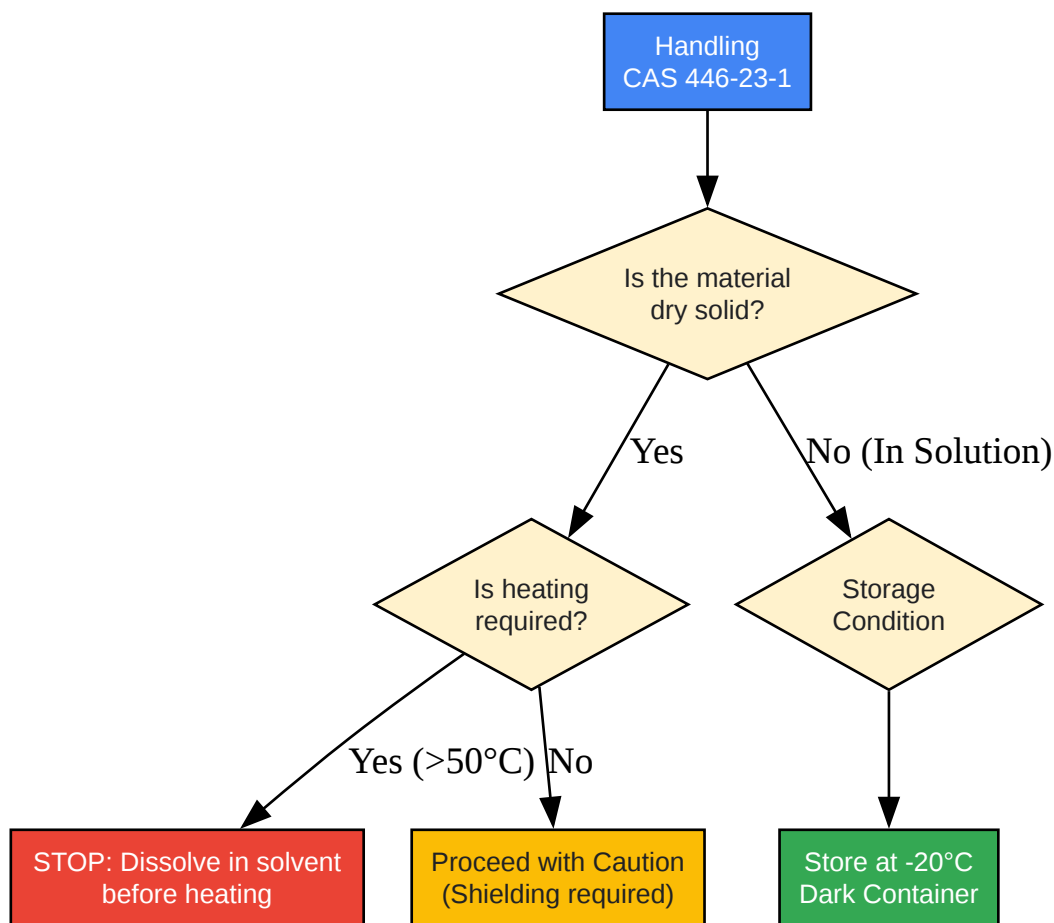 Handling
CAS 446-23-1
Is the material
dry solid?
Yes
No (In Solution)
Is heating
required?
Storage
Condition
Yes (>50°C)
No
STOP: Dissolve in solvent
before heating
Proceed with Caution
(Shielding required)
Store at -20°C
Dark Container